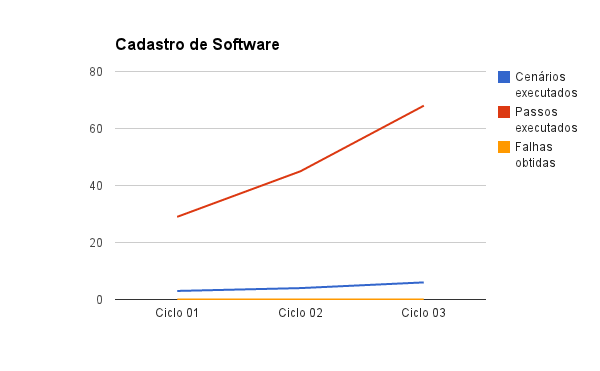 Cadastro de Software
80
60
40
20
0
Ciclo 01
Ciclo 02
Ciclo 03
Cenários
executados
Passos
executados
Falhas
obtidas